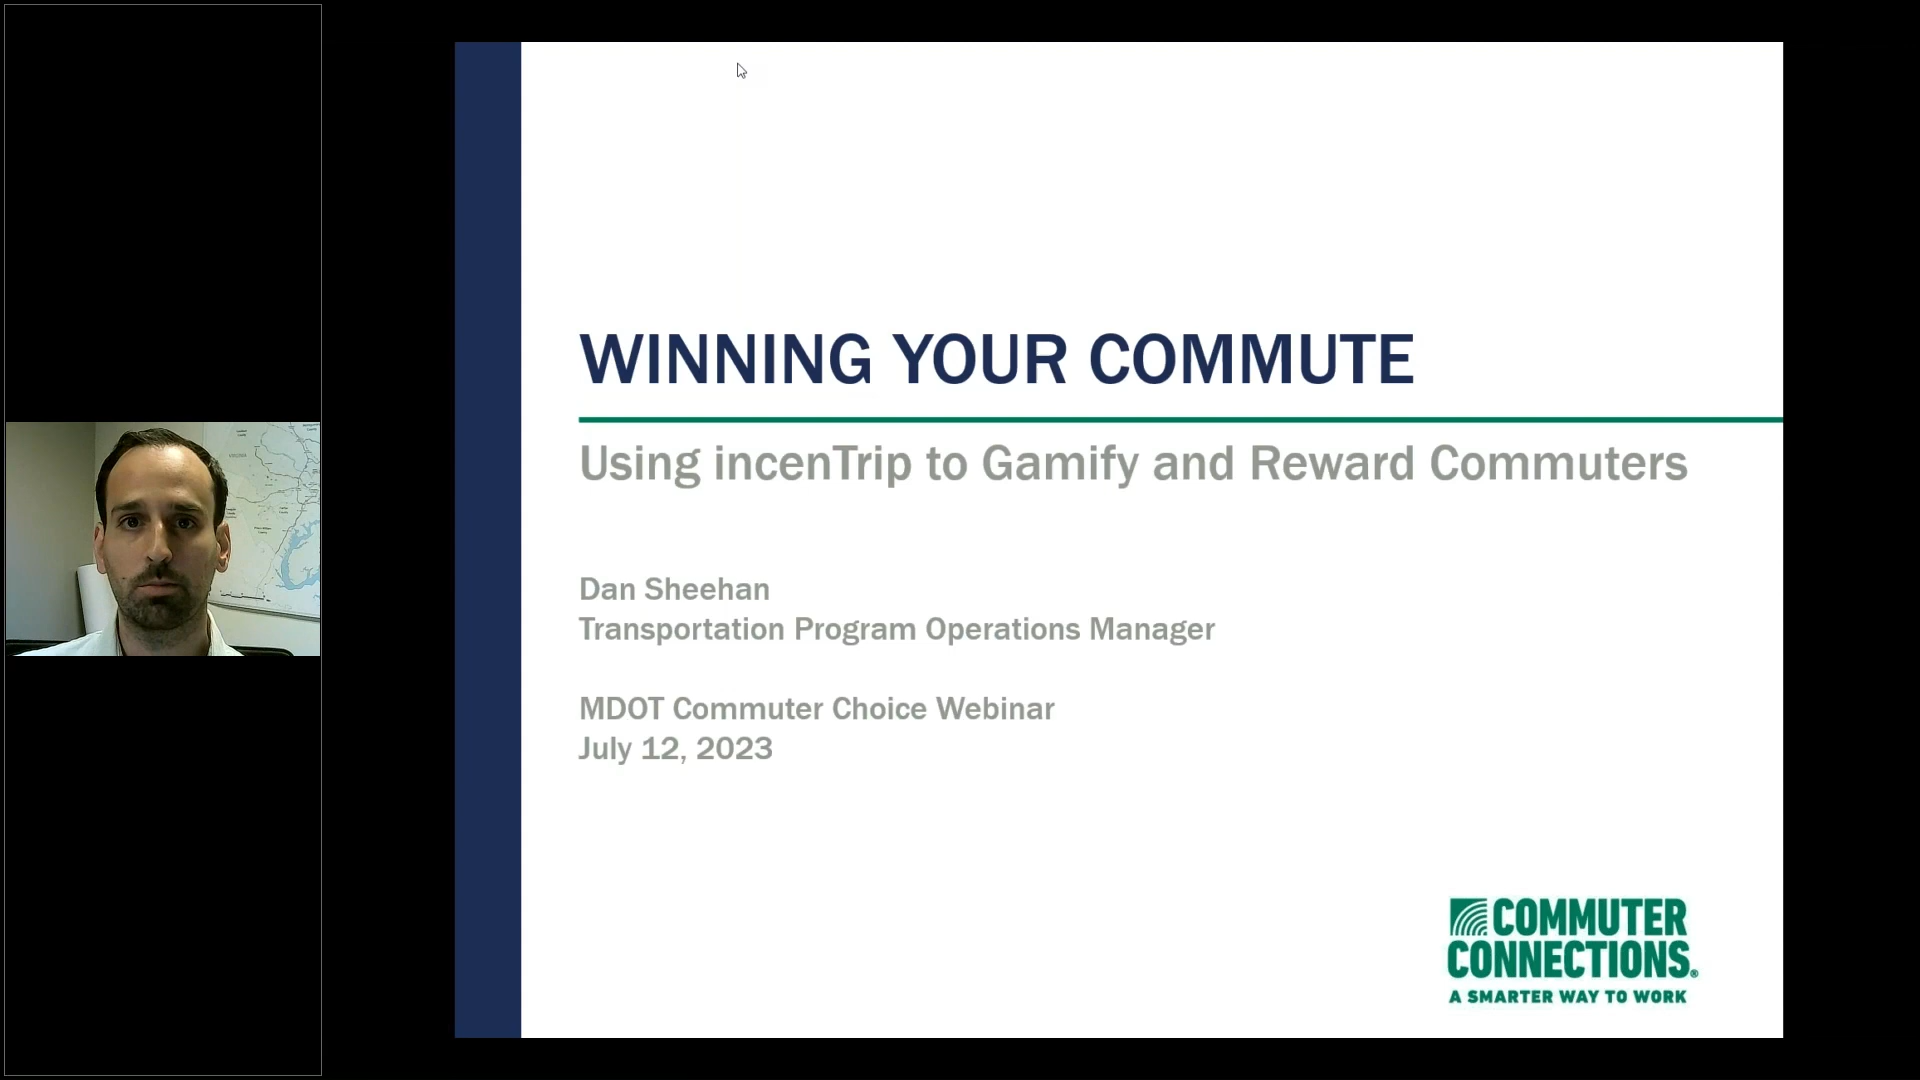 WINNING YOUR COMMUTE
Using incenTrip to Gamify and Reward Commuters
Dan Sheehan
Transportation Program Operations Manager
MDOT Commuter Choice Webinar
July 12, 2023
COMMUTER
CONNECTIONS®
A SMARTER WAY TO WORK